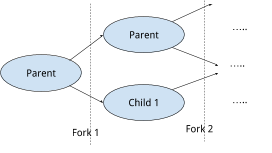 Parent
.....
Parent
.....
Child 1
.....
Fork 1
Fork 2